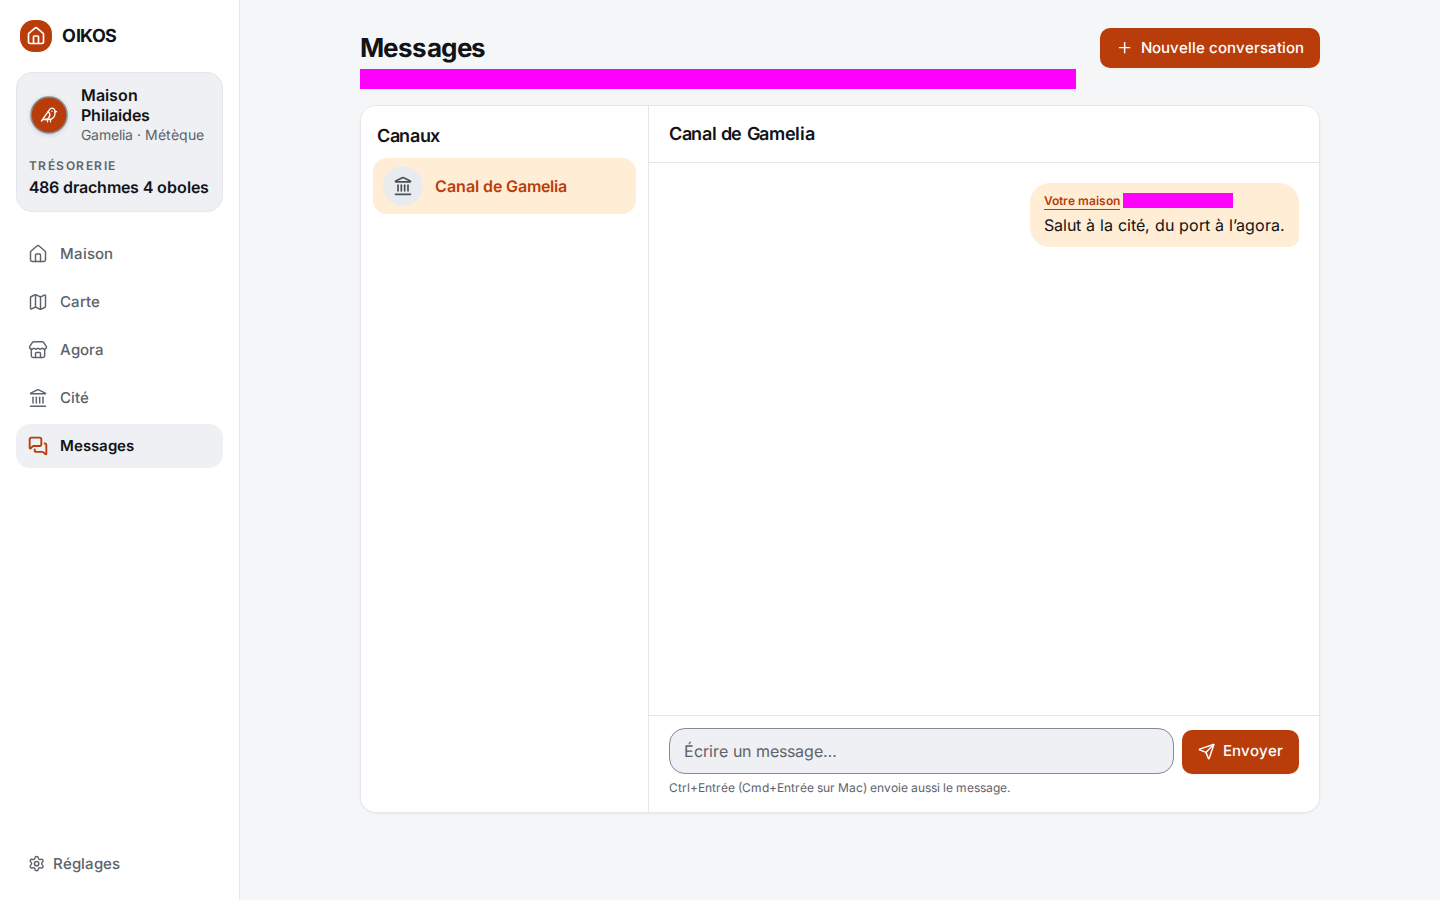 OIKOS
Maison
Philaides
Gamelia · Métèque
TRÉSORERIE
486 drachmes 4 oboles
Maison
Carte
Agora
Cité
Messages
Réglages
Messages
Nouvelle conversation
Canaux
Canal de Gamelia
Canal de Gamelia
Votre maison
Salut à la cité, du port à l’agora.
Écrire un message…
Envoyer
Ctrl+Entrée (Cmd+Entrée sur Mac) envoie aussi le message.